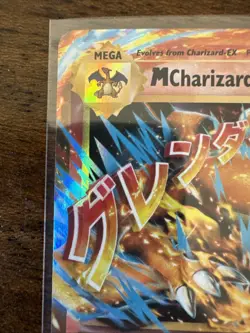 MEGA
Evolves from Charizard-EX
MCharizard
グレンダ